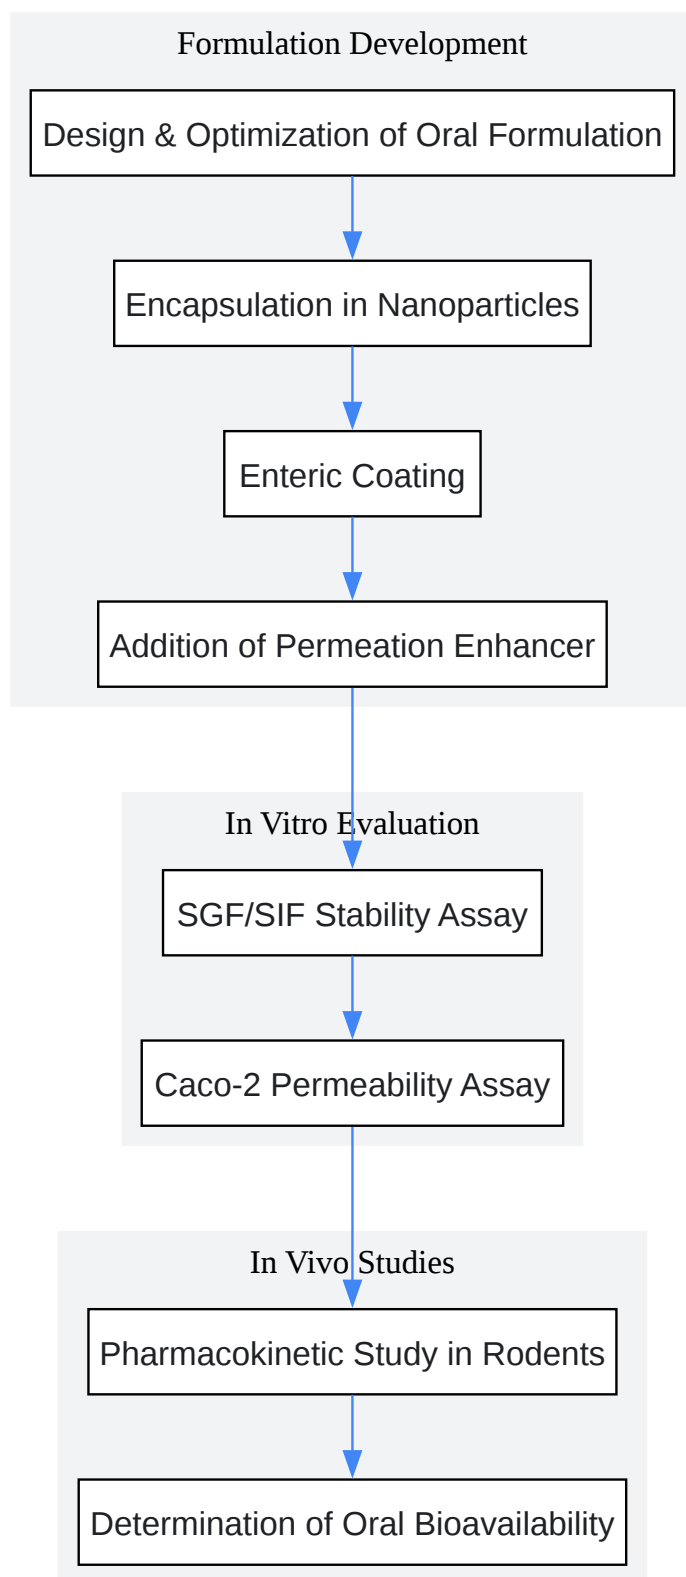 Formulation Development
Design & Optimization of Oral Formulation
Encapsulation in Nanoparticles
Enteric Coating
Addition of Permeation Enhancer
In Vitro Evaluation
SGF/SIF Stability Assay
Caco-2 Permeability Assay
In Vivo Studies
Pharmacokinetic Study in Rodents
Determination of Oral Bioavailability